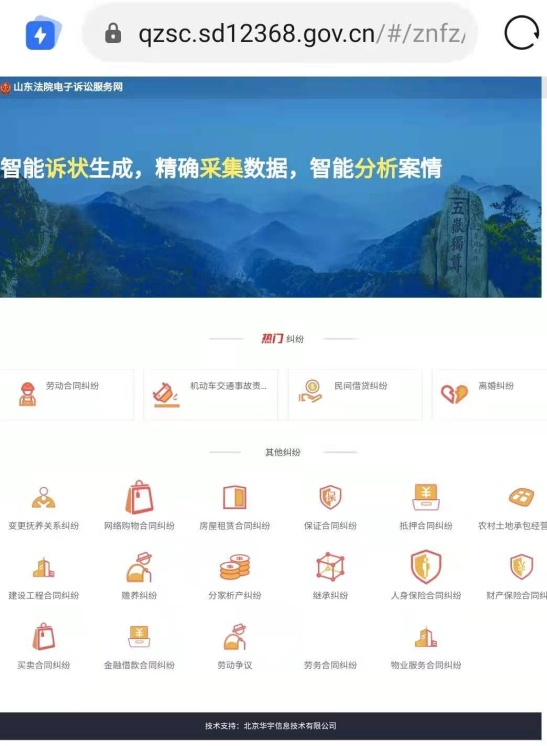 qzsc.sd12368.gov.cn/#/znfz/
山东法院电子诉讼服务网
智能诉状生成，精确采集数据，智能分析案情
五嶽獨尊
热门 纠纷
劳动合同纠纷 机动车交通事故责... 民间借贷纠纷 离婚纠纷
其他纠纷
变更抚养关系纠纷 网络购物合同纠纷 房屋租赁合同纠纷 保证合同纠纷 抵押合同纠纷 农村土地承包经营
建设工程合同纠纷 赡养纠纷 分家析产纠纷 继承纠纷 人身保险合同纠纷 财产保险合同纠
买卖合同纠纷 金融借款合同纠纷 劳动争议 劳务合同纠纷 物业服务合同纠纷
技术支持：北京华宇信息技术有限公司